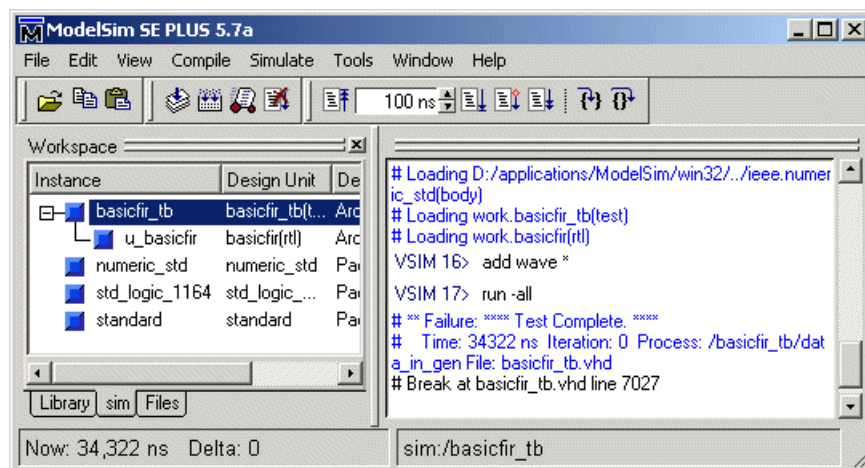 ModelSim SE PLUS 5.7a
File Edit View Compile Simulate Tools Window Help
100 ns
Workspace
Instance Design Unit De
basicfir_tb basicfir_tb(t... Arc
u_basicfir basicfir(rtl) Arc
numeric_std numeric_std Pac
std_logic_1164 std_logic_... Pac
standard standard Pac
Library sim Files
# Loading D:/applications/ModelSim/win32/../ieee.numer
ic_std(body)
# Loading work.basicfir_tb(test)
# Loading work.basicfir(rtl)
VSIM 16> add wave *
VSIM 17> run -all
# ** Failure: **** Test Complete. ****
# Time: 34322 ns Iteration: 0 Process: /basicfir_tb/dat
a_in_gen File: basicfir_tb.vhd
# Break at basicfir_tb.vhd line 7027
Now: 34,322 ns Delta: 0
sim:/basicfir_tb